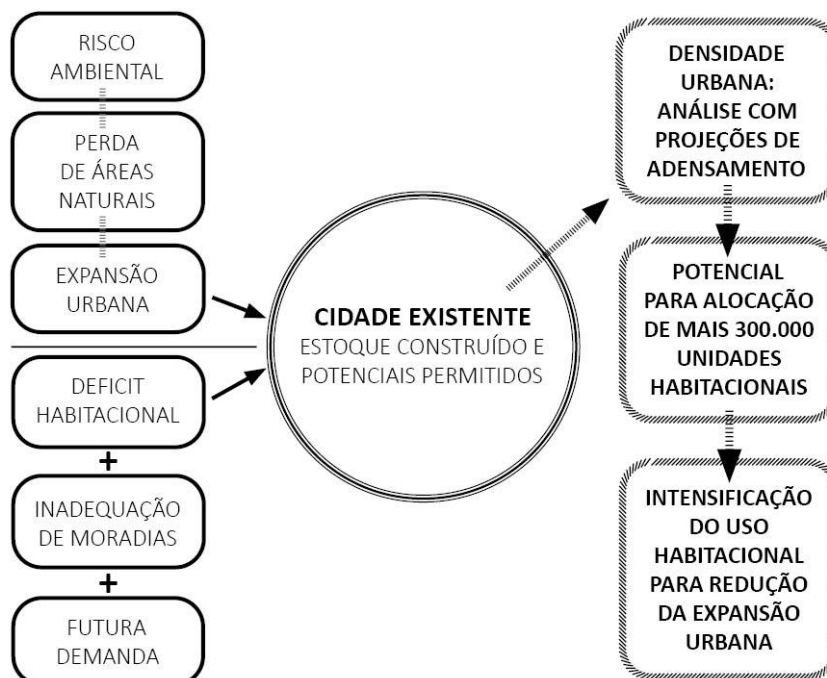 RISCO
AMBIENTAL
PERDA
DE ÁREAS
NATURAIS
EXPANSÃO
URBANA
DEFICIT
HABITACIONAL
+
INADEQUAÇÃO
DE MORADIAS
+
FUTURA
DEMANDA
CIDADE EXISTENTE
ESTOQUE CONSTRUÍDO E
POTENCIAIS PERMITIDOS
DENSIDADE
URBANA:
ANÁLISE COM
PROJEÇÕES DE
ADENSAMENTO
POTENCIAL
PARA ALOCAÇÃO
DE MAIS 300.000
UNIDADES
HABITACIONAIS
INTENSIFICAÇÃO
DO USO
HABITACIONAL
PARA REDUÇÃO
DA EXPANSÃO
URBANA